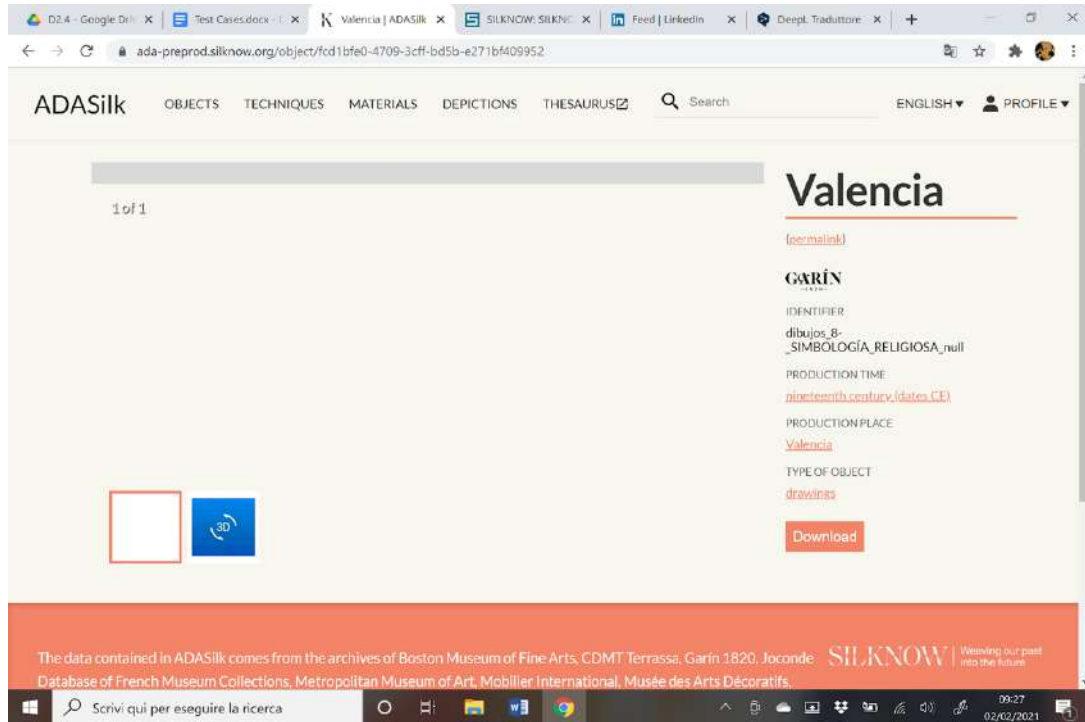 D2.4 - Google Dri
Test Cases.docx -
Valencia | ADASilk
SILKNOW: SILKN
Feed | LinkedIn
DeepL Traduttore
ada-preprod.silknow.org/object/fcd1bfe0-4709-3cff-bd5b-e271bf409952
ADASilk
OBJECTS
TECHNIQUES
MATERIALS
DEPICTIONS
THESAURUS
Search
ENGLISH
PROFILE
1 of 1
Valencia
(permalink)
GARÍN
IDENTIFIER
dibujos_8-
_SIMBOLOGÍA_RELIGIOSA_null
PRODUCTION TIME
nineteenth century (dates CE)
PRODUCTION PLACE
Valencia
TYPE OF OBJECT
drawings
3D
Download
The data contained in ADASilk comes from the archives of Boston Museum of Fine Arts, CDMT Terrassa, Garín 1820, Joconde
Database of French Museum Collections, Metropolitan Museum of Art, Mobilier International, Musée des Arts Décoratifs,
SILKNOW
Weaving our past
into the future
Scrivi qui per eseguire la ricerca
09:27
02/02/2021